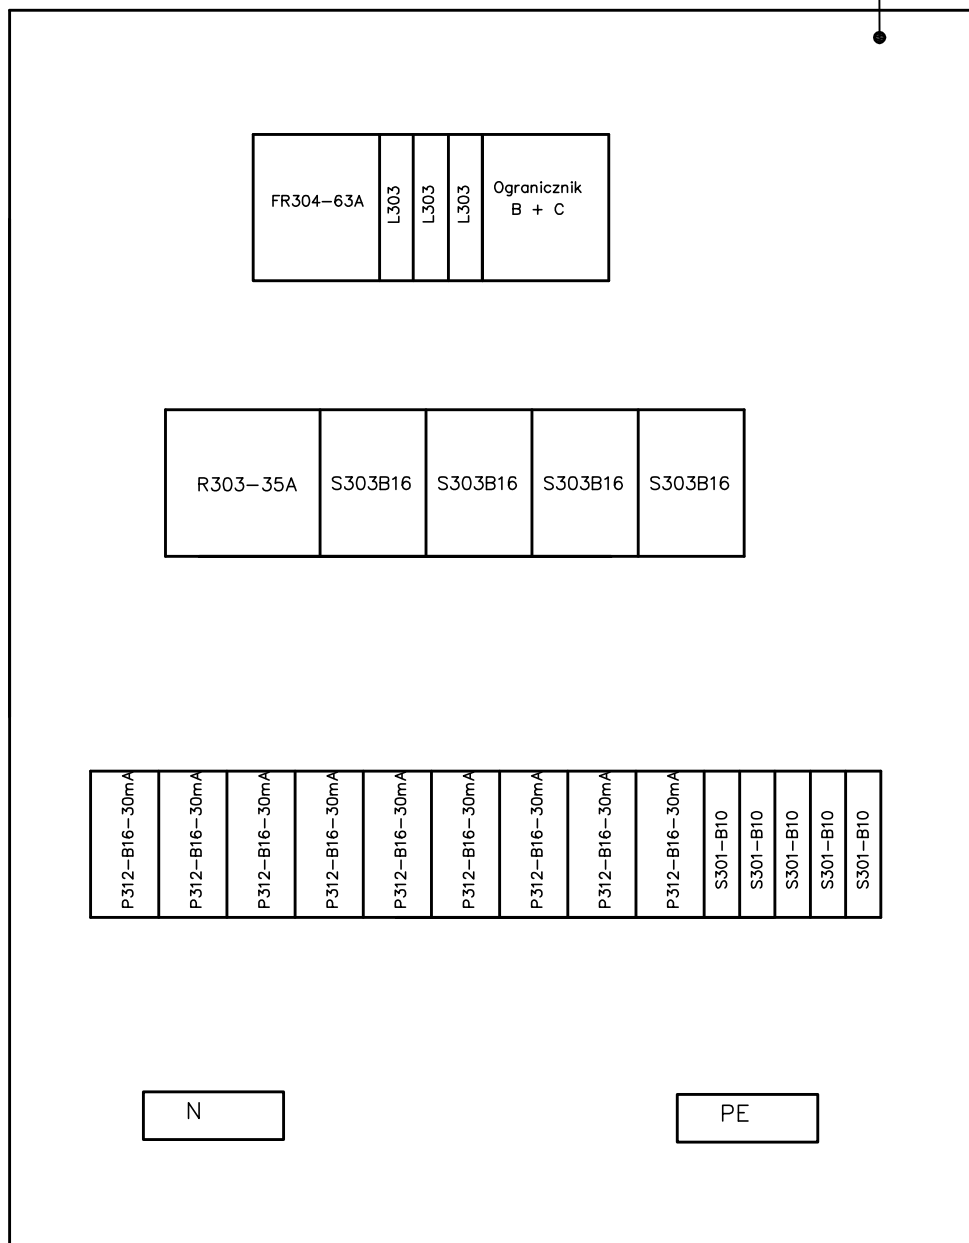 FR304-63A
L303
L303
L303
Ogranicznik
B + C
R303-35A
S303B16
S303B16
S303B16
S303B16
P312-B16-30mA
P312-B16-30mA
P312-B16-30mA
P312-B16-30mA
P312-B16-30mA
P312-B16-30mA
P312-B16-30mA
P312-B16-30mA
P312-B16-30mA
S301-B10
S301-B10
S301-B10
S301-B10
S301-B10
N
PE